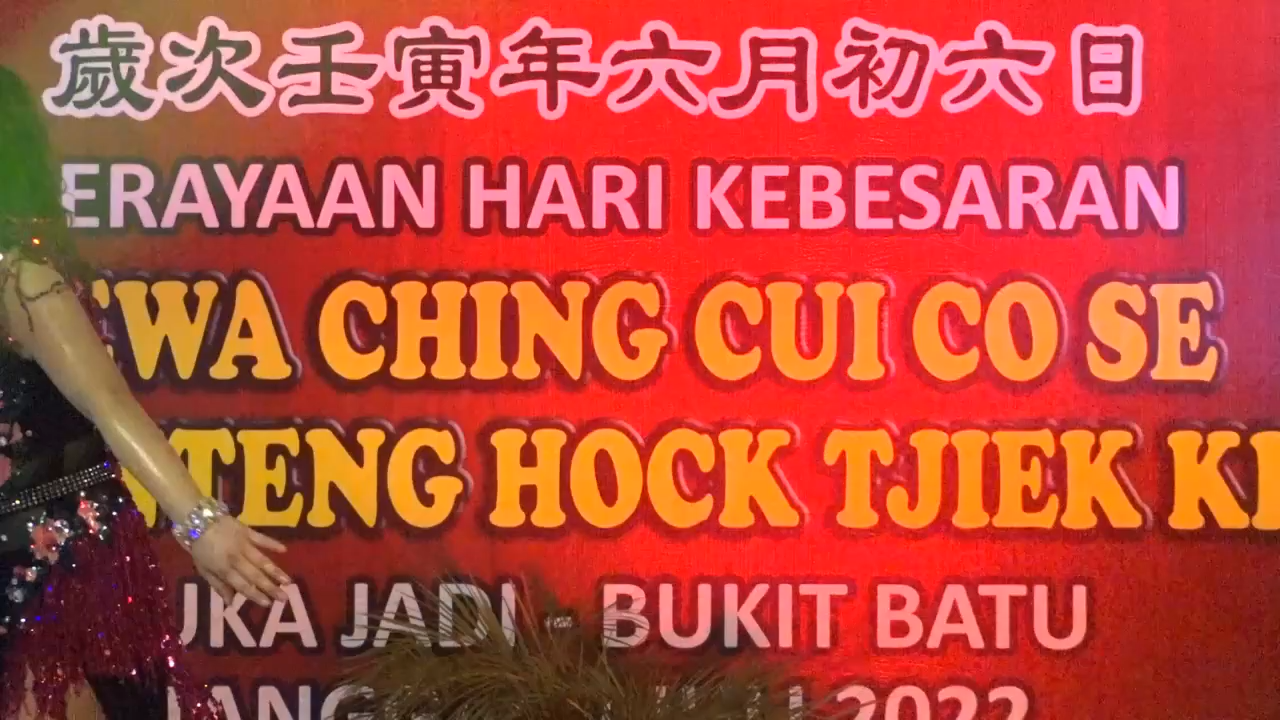 歲次壬寅年六月初六日
ERAYAAN HARI KEBESARAN
WA CHING CUI CO SE
TENG HOCK TJIEK
UKA JADI - BUKIT BATU
2022